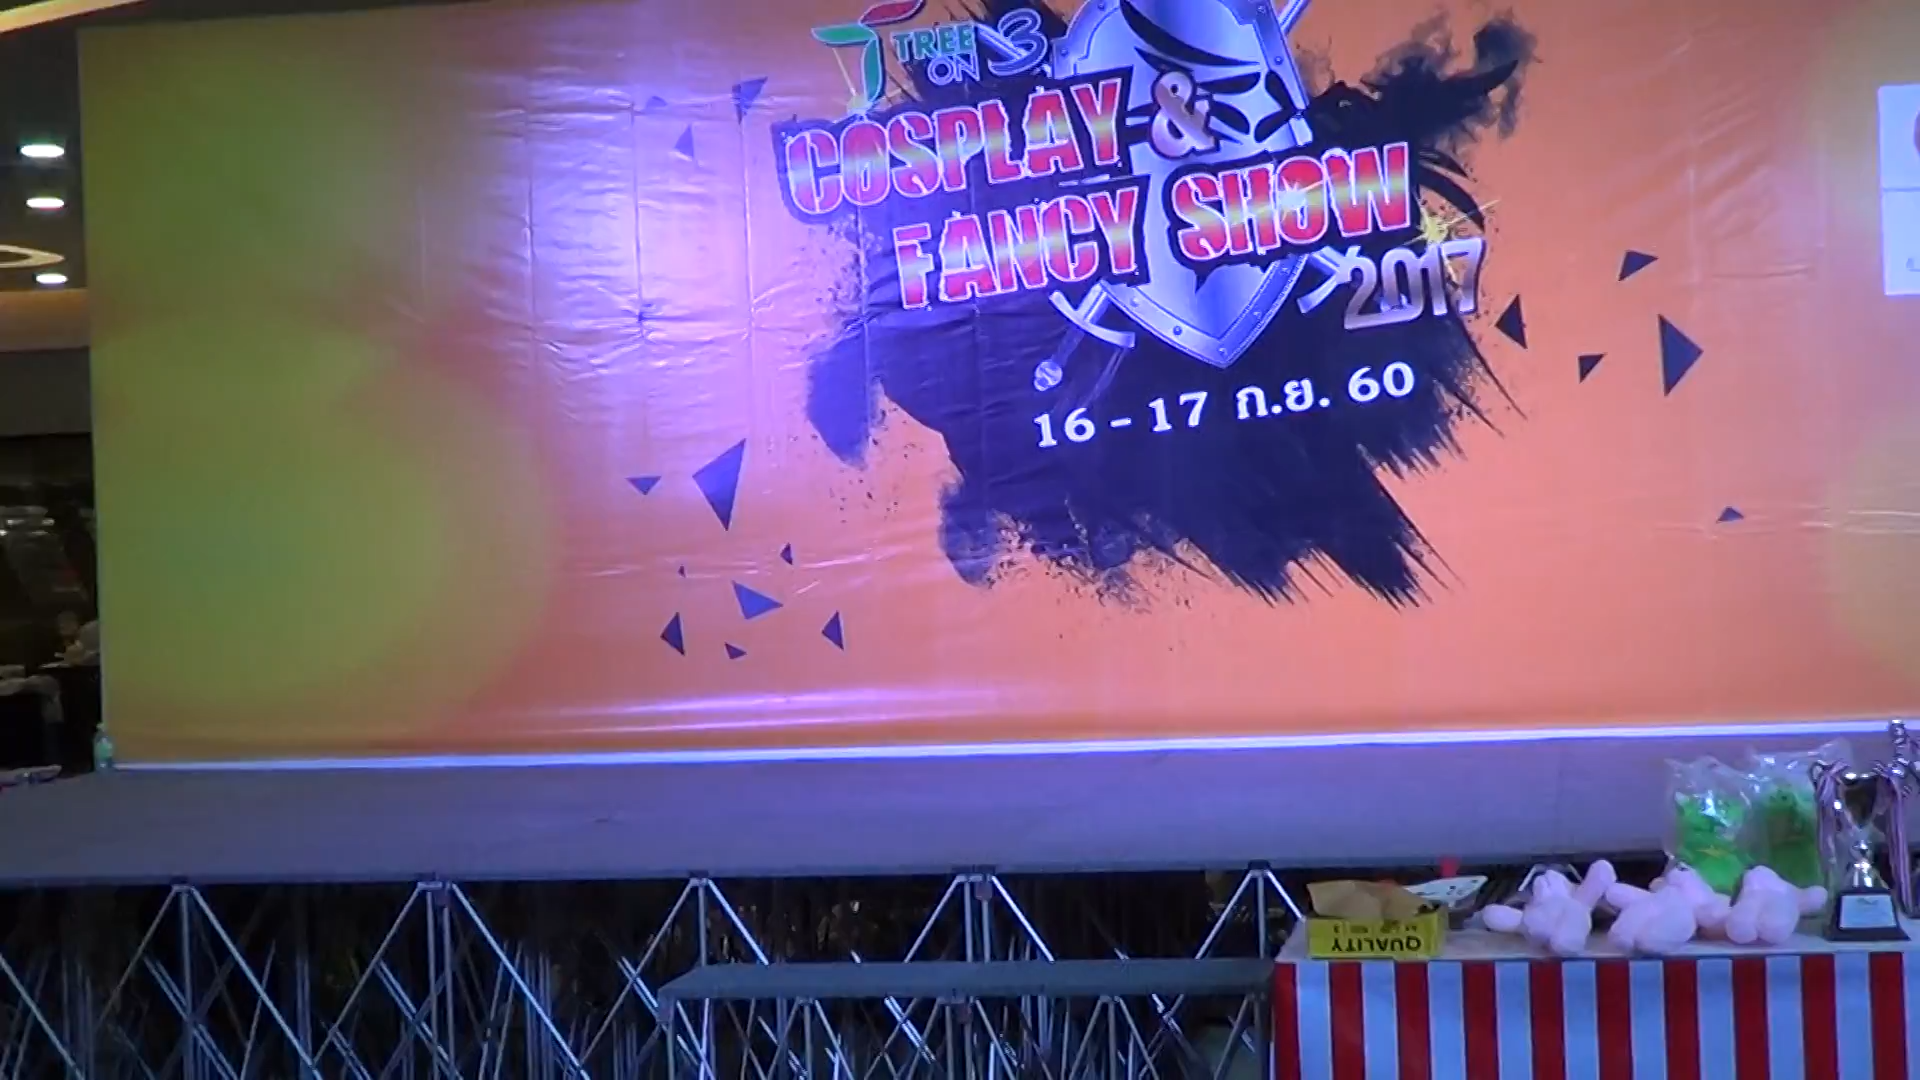 TREE
ON 3
COSPLAY &
FANCY SHOW
2017
16 - 17 ก.ย. 60
QUALITY